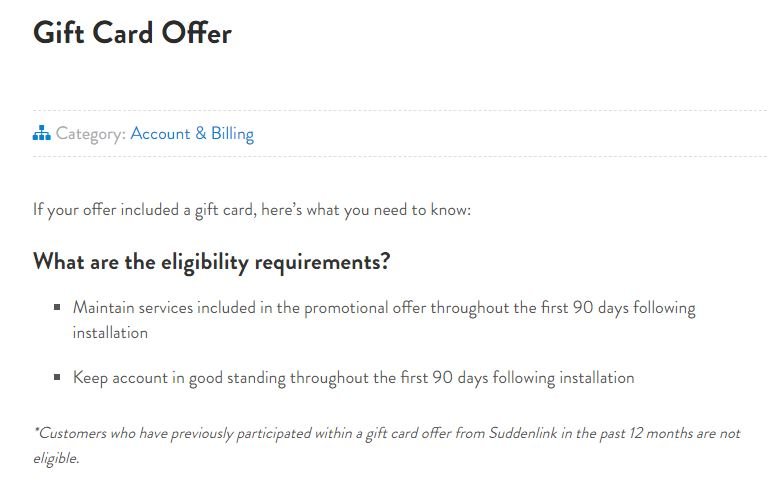 Gift Card Offer
Category: Account & Billing
If your offer included a gift card, here's what you need to know:
What are the eligibility requirements?
Maintain services included in the promotional offer throughout the first 90 days following
installation
Keep account in good standing throughout the first 90 days following installation
*Customers who have previously participated within a gift card offer from Suddenlink in the past 12 months are not
eligible.